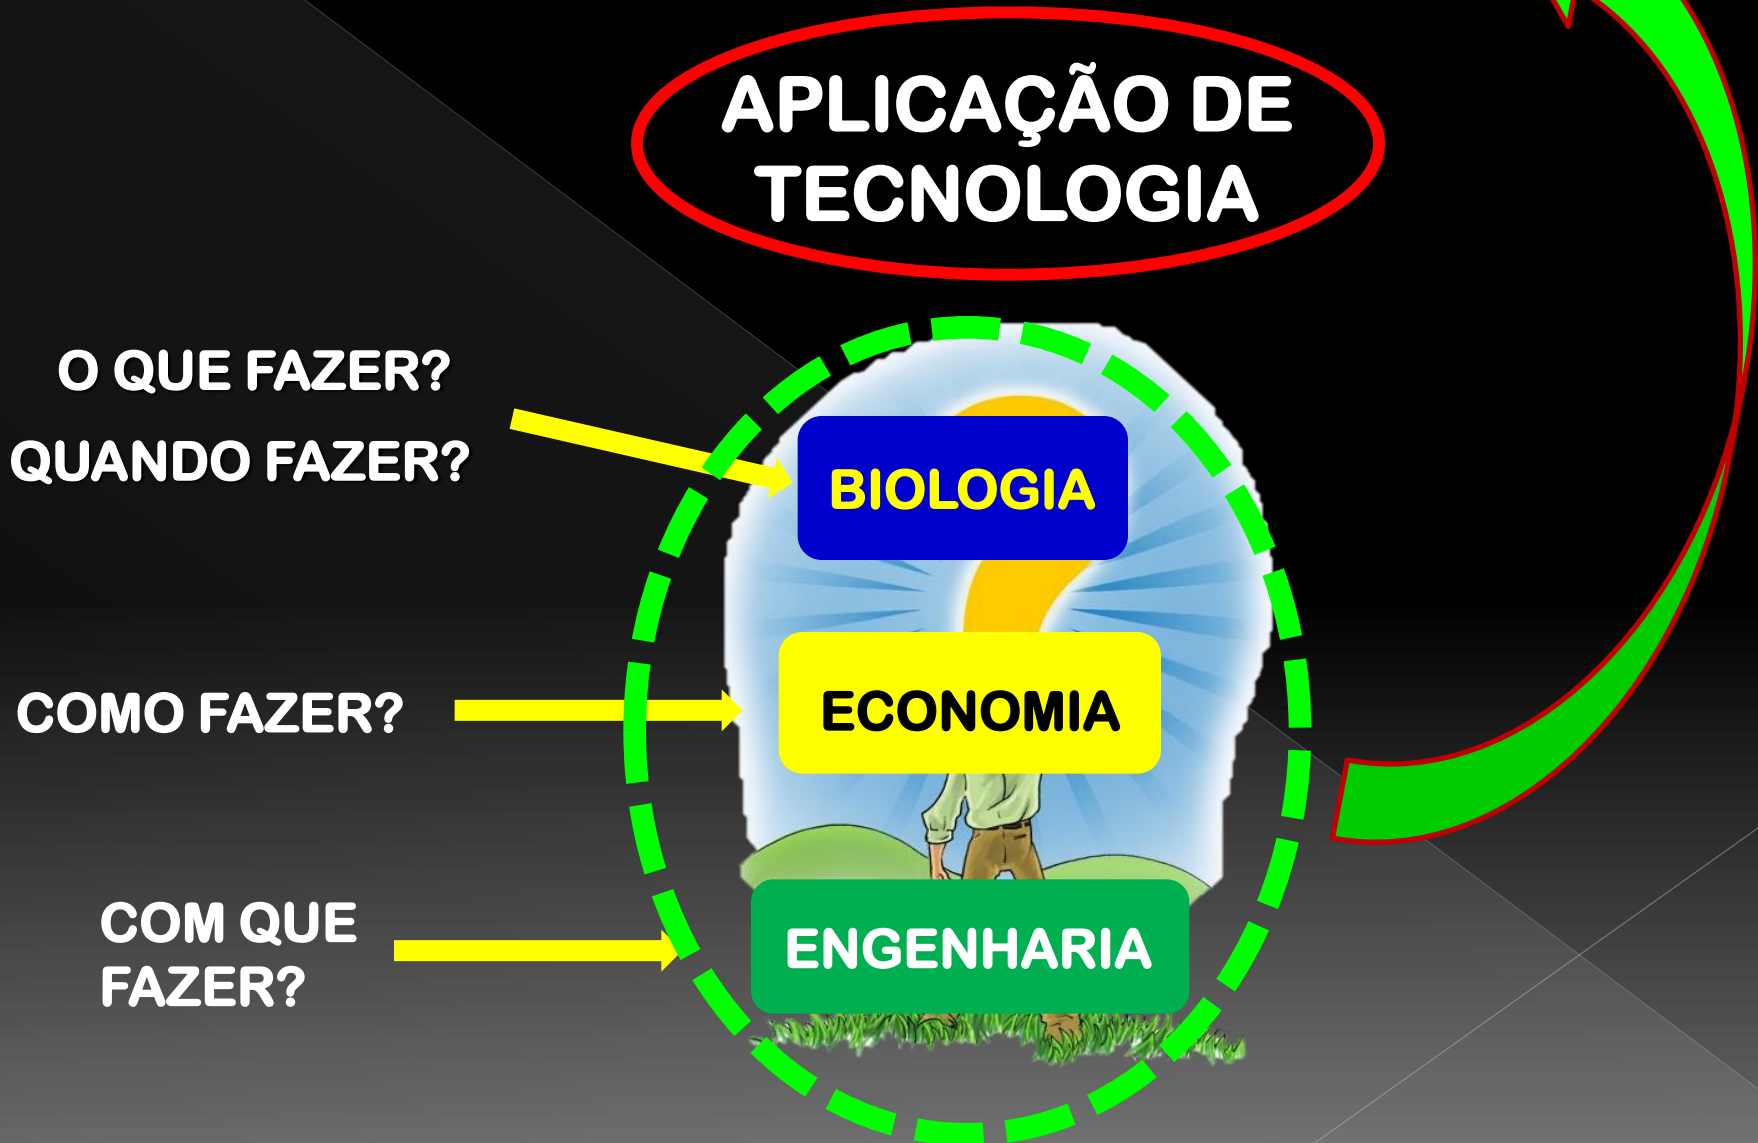 APLICAÇÃO DE
TECNOLOGIA
O QUE FAZER?
QUANDO FAZER?
BIOLOGIA
COMO FAZER?
ECONOMIA
COM QUE
FAZER?
ENGENHARIA